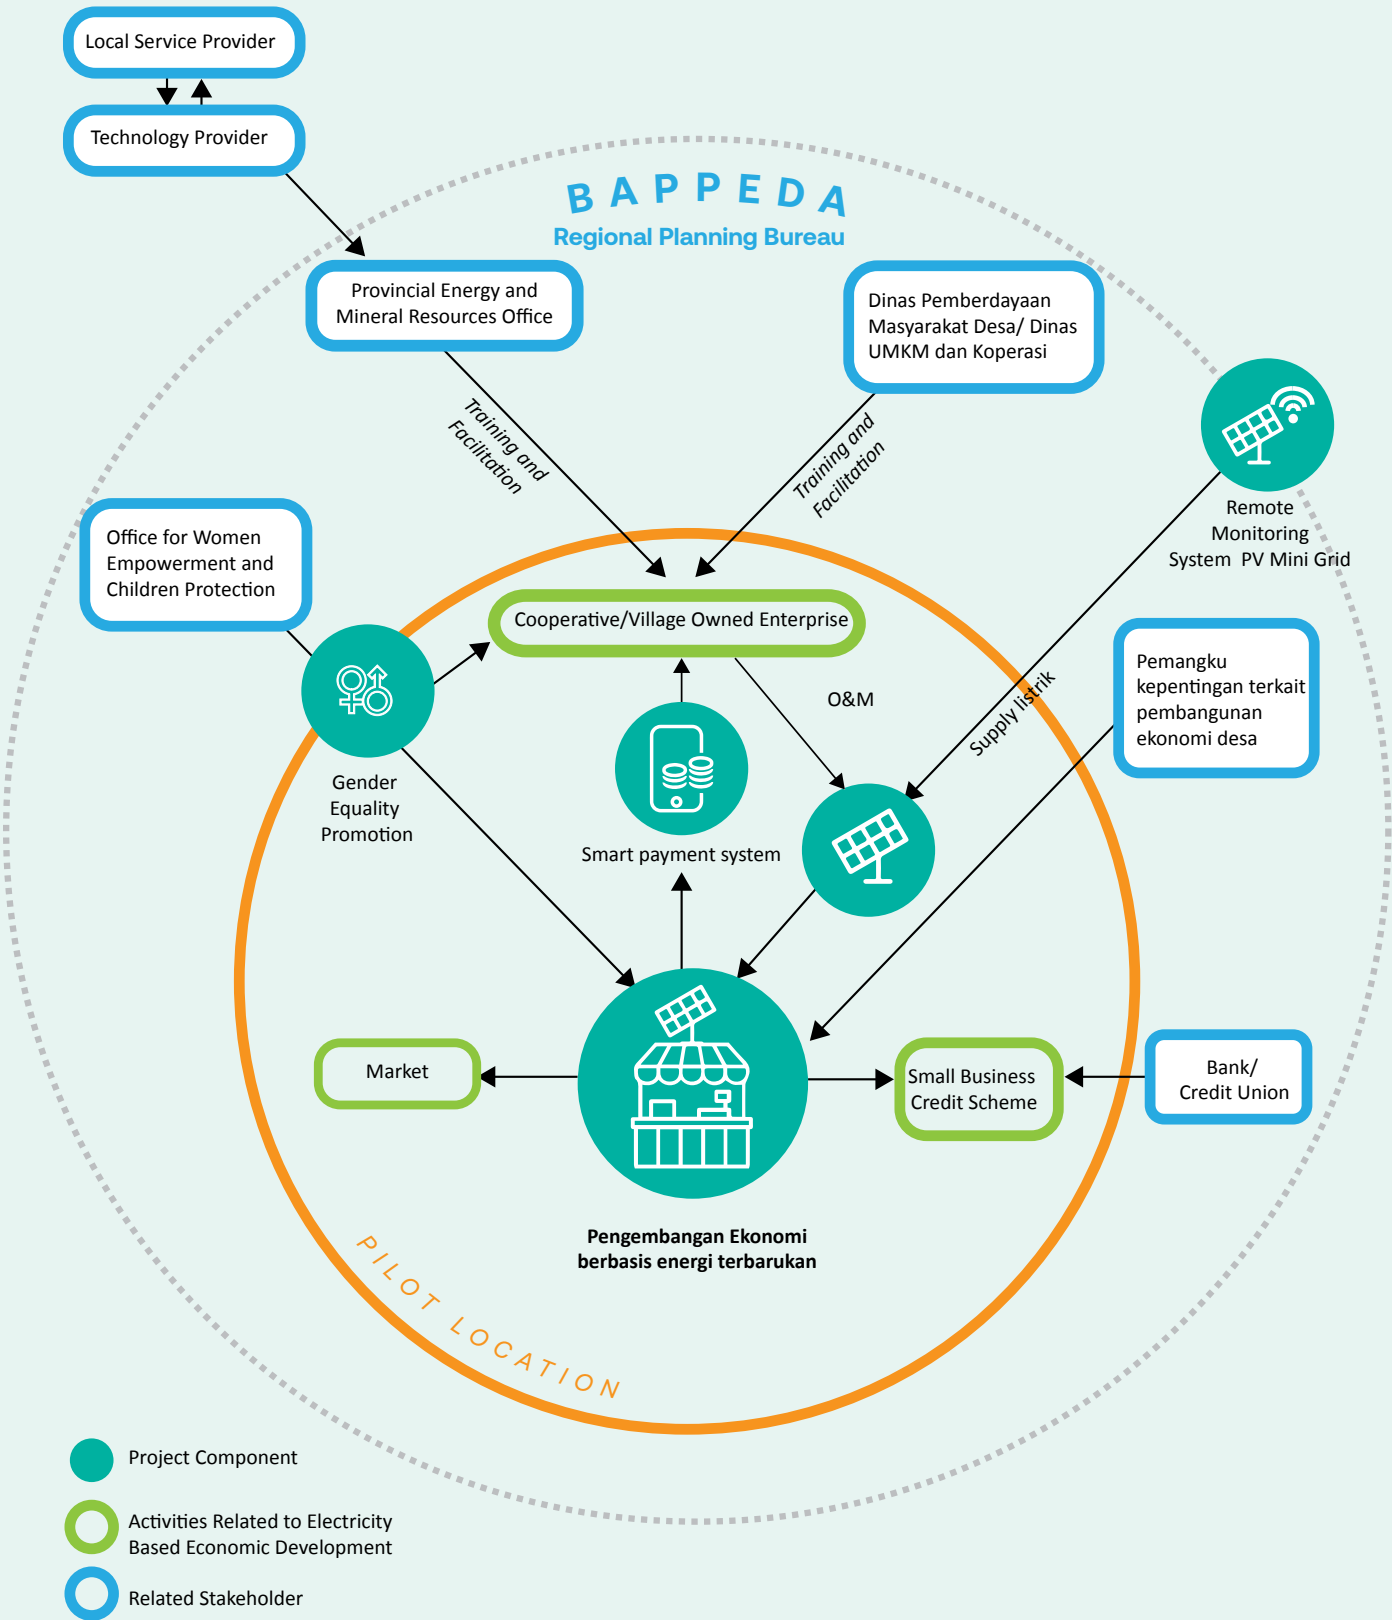 Local Service Provider
Technology Provider
BAPPEDA
Regional Planning Bureau
Provincial Energy and
Mineral Resources Office
Dinas Pemberdayaan
Masyarakat Desa/ Dinas
UMKM dan Koperasi
Training and
Facilitation
Training and
Facilitation
Remote
Monitoring
System PV Mini Grid
Office for Women
Empowerment and
Children Protection
Cooperative/Village Owned Enterprise
Pemangku
kepentingan terkait
pembangunan
ekonomi desa
O&M
Supply listrik
Gender
Equality
Promotion
Smart payment system
Market
Small Business
Credit Scheme
Bank/
Credit Union
Pengembangan Ekonomi
berbasis energi terbarukan
PILOT LOCATION
Project Component
Activities Related to Electricity
Based Economic Development
Related Stakeholder